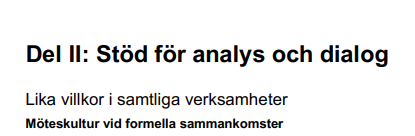 Del II: Stöd för analys och dialog
Lika villkor i samtliga verksamheter
Möteskultur vid formella sammankomster